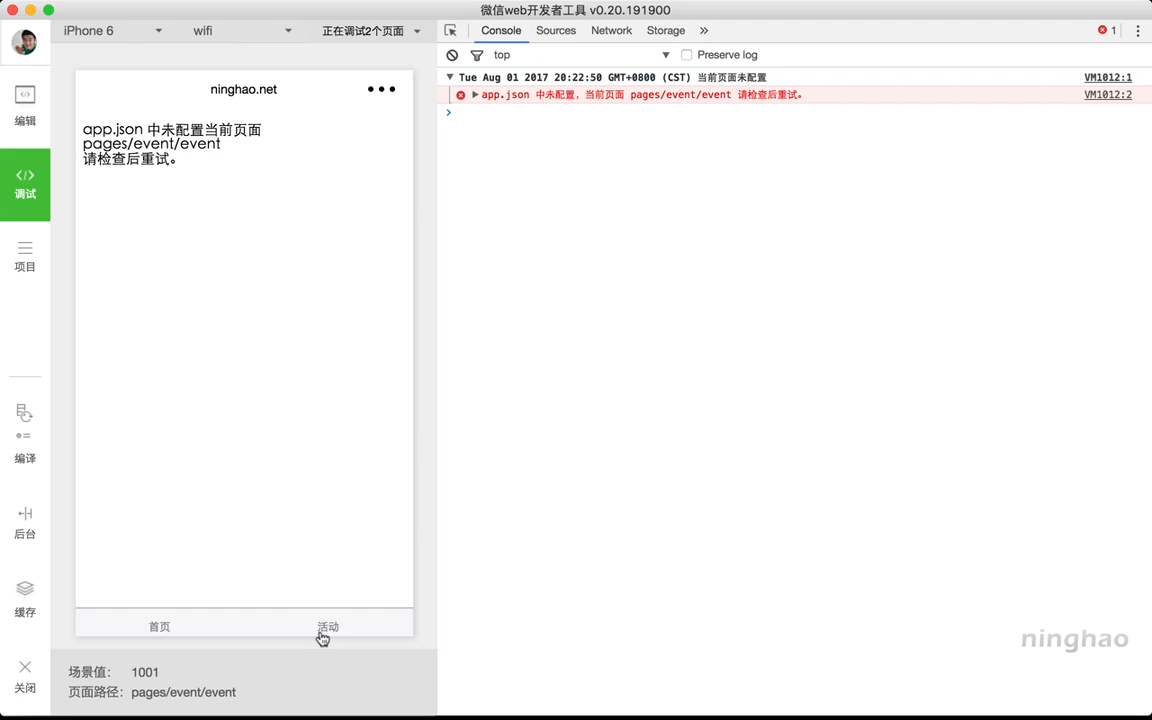 微信web开发者工具 v0.20.191900
iPhone 6
wifi
正在调试2个页面
Console
Sources
Network
Storage
»
1
top
Preserve log
编辑
调试
项目
编译
后台
缓存
关闭
ninghao.net
app.json 中未配置当前页面
pages/event/event
请检查后重试。
首页
活动
场景值： 1001
页面路径： pages/event/event
Tue Aug 01 2017 20:22:50 GMT+0800 (CST) 当前页面未配置
VM1012:1
app.json 中未配置，当前页面 pages/event/event 请检查后重试。
VM1012:2
ninghao